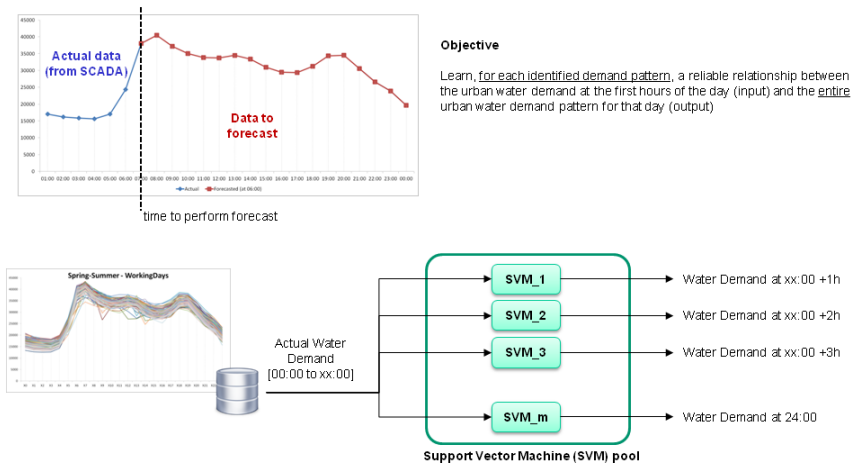 45000
40000
35000
30000
25000
20000
15000
10000
5000
0
Actual data
(from SCADA)
Data to
forecast
01:00 02:00 03:00 04:00 05:00 06:00 07:00 08:00 09:00 10:00 11:00 12:00 13:00 14:00 15:00 16:00 17:00 18:00 19:00 20:00 21:00 22:00 23:00 00:00
Actual Forecasted (at 06:00)
time to perform forecast
Objective
Learn, for each identified demand pattern, a reliable relationship between
the urban water demand at the first hours of the day (input) and the entire
urban water demand pattern for that day (output)
Spring-Summer - WorkingDays
Actual Water
Demand
[00:00 to xx:00]
SVM_1
SVM_2
SVM_3
SVM_m
Water Demand at xx:00 +1h
Water Demand at xx:00 +2h
Water Demand at xx:00 +3h
Water Demand at 24:00
Support Vector Machine (SVM) pool